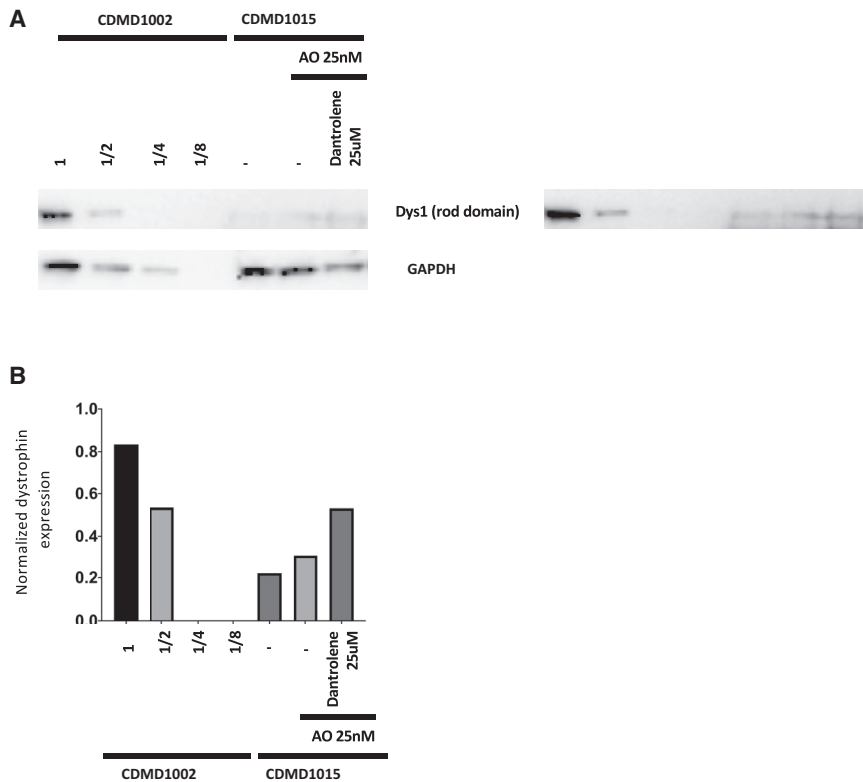 A
CDMD1002
CDMD1015
AO 25nM
1
1/2
1/4
1/8
-
-
Dantrolene
25uM
Dys1 (rod domain)
GAPDH
B
Normalized dystrophin
expression
1.0
0.8
0.6
0.4
0.2
0.0
1
1/2
1/4
1/8
-
-
Dantrolene
25uM
AO 25nM
CDMD1002
CDMD1015